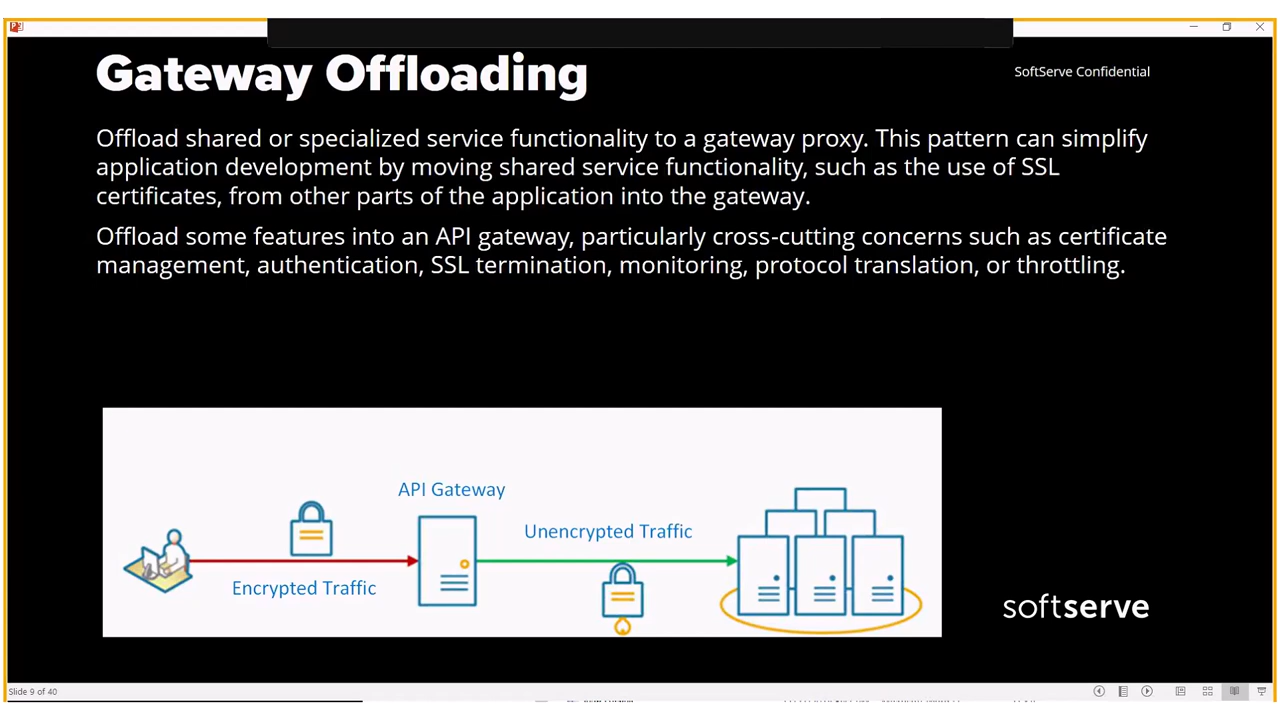 Gateway Offloading
SoftServe Confidential
Offload shared or specialized service functionality to a gateway proxy. This pattern can simplify
application development by moving shared service functionality, such as the use of SSL
certificates, from other parts of the application into the gateway.
Offload some features into an API gateway, particularly cross-cutting concerns such as certificate
management, authentication, SSL termination, monitoring, protocol translation, or throttling.
API Gateway
Unencrypted Traffic
Encrypted Traffic
softserve
Slide 9 of 40